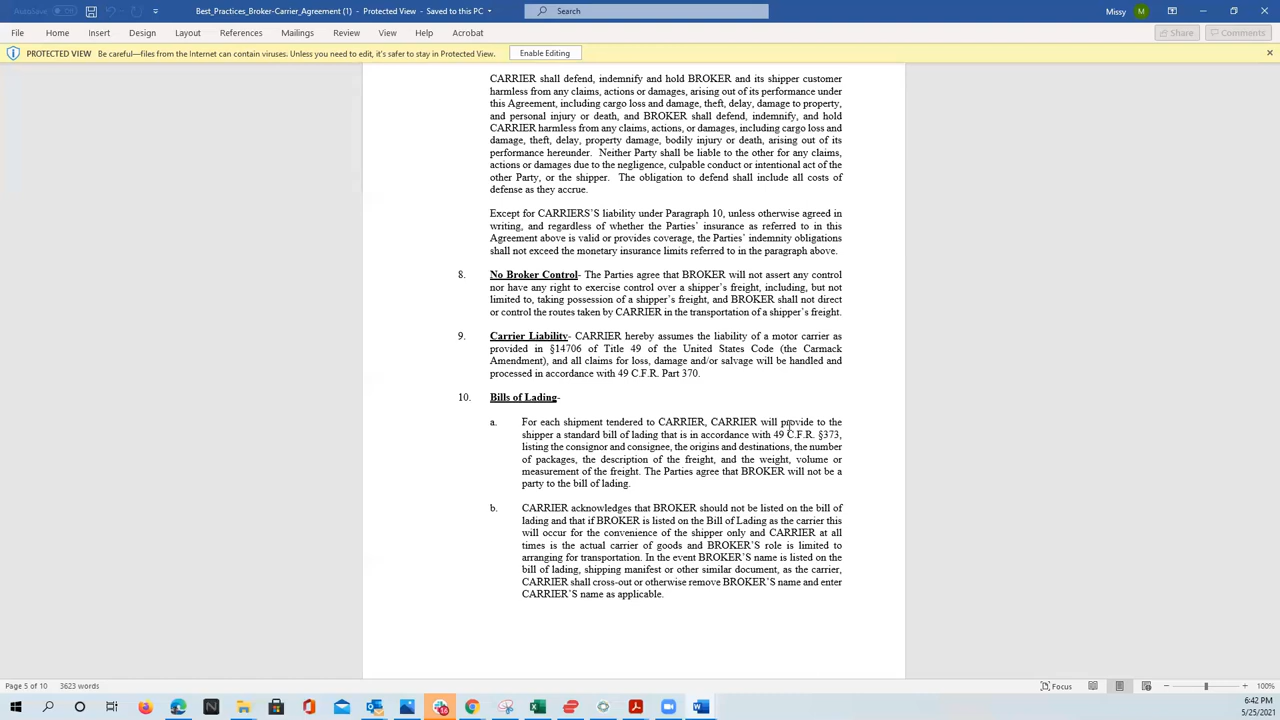 AutoSave Off Best_Practices_Broker-Carrier_Agreement (1) - Protected View - Saved to this PC Search Missy M
File Home Insert Design Layout References Mailings Review View Help Acrobat Share Comments
PROTECTED VIEW Be careful—files from the Internet can contain viruses. Unless you need to edit, it's safer to stay in Protected View. Enable Editing
CARRIER shall defend, indemnify and hold BROKER and its shipper customer
harmless from any claims, actions or damages, arising out of its performance under
this Agreement, including cargo loss and damage, theft, delay, damage to property,
and personal injury or death, and BROKER shall defend, indemnify, and hold
CARRIER harmless from any claims, actions, or damages, including cargo loss and
damage, theft, delay, property damage, bodily injury or death, arising out of its
performance hereunder. Neither Party shall be liable to the other for any claims,
actions or damages due to the negligence, culpable conduct or intentional act of the
other Party, or the shipper. The obligation to defend shall include all costs of
defense as they accrue.
Except for CARRIERS'S liability under Paragraph 10, unless otherwise agreed in
writing, and regardless of whether the Parties' insurance as referred to in this
Agreement above is valid or provides coverage, the Parties' indemnity obligations
shall not exceed the monetary insurance limits referred to in the paragraph above.
8. No Broker Control- The Parties agree that BROKER will not assert any control
nor have any right to exercise control over a shipper's freight, including, but not
limited to, taking possession of a shipper's freight, and BROKER shall not direct
or control the routes taken by CARRIER in the transportation of a shipper's freight.
9. Carrier Liability- CARRIER hereby assumes the liability of a motor carrier as
provided in §14706 of Title 49 of the United States Code (the Carmack
Amendment), and all claims for loss, damage and/or salvage will be handled and
processed in accordance with 49 C.F.R. Part 370.
10. Bills of Lading-
a. For each shipment tendered to CARRIER, CARRIER will provide to the
shipper a standard bill of lading that is in accordance with 49 C.F.R. §373,
listing the consignor and consignee, the origins and destinations, the number
of packages, the description of the freight, and the weight, volume or
measurement of the freight. The Parties agree that BROKER will not be a
party to the bill of lading.
b. CARRIER acknowledges that BROKER should not be listed on the bill of
lading and that if BROKER is listed on the Bill of Lading as the carrier this
will occur for the convenience of the shipper only and CARRIER at all
times is the actual carrier of goods and BROKER'S role is limited to
arranging for transportation. In the event BROKER'S name is listed on the
bill of lading, shipping manifest or other similar document, as the carrier,
CARRIER shall cross-out or otherwise remove BROKER'S name and enter
CARRIER'S name as applicable.
Page 5 of 10 3623 words Focus 100%
6:42 PM
5/25/2021